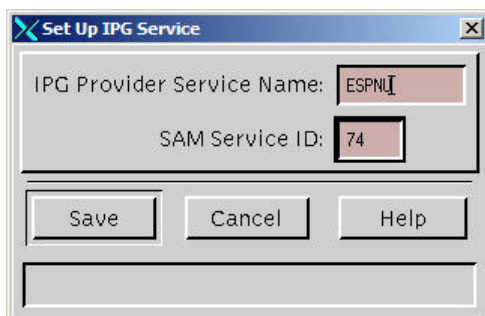 Set Up IPG Service
IPG Provider Service Name: ESPNU
SAM Service ID: 74
Save Cancel Help